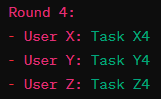 Round 4:
- User X: Task X4
- User Y: Task Y4
- User Z: Task Z4